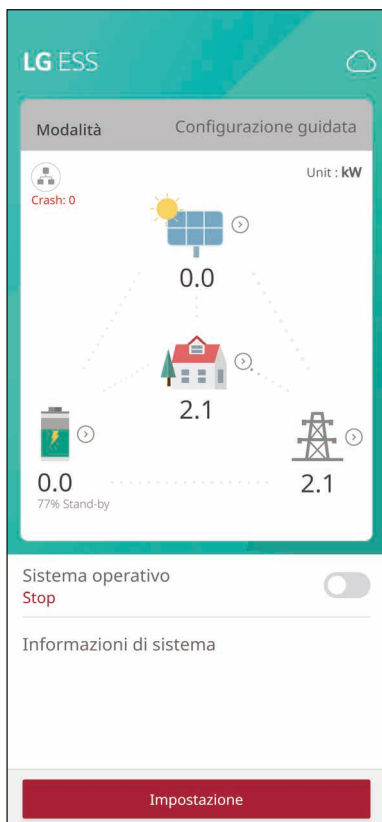 LG ESS
Modalità Configurazione guidata
Unit : kW
Crash: 0
0.0
2.1
0.0
77% Stand-by
2.1
Sistema operativo
Stop
Informazioni di sistema
Impostazione